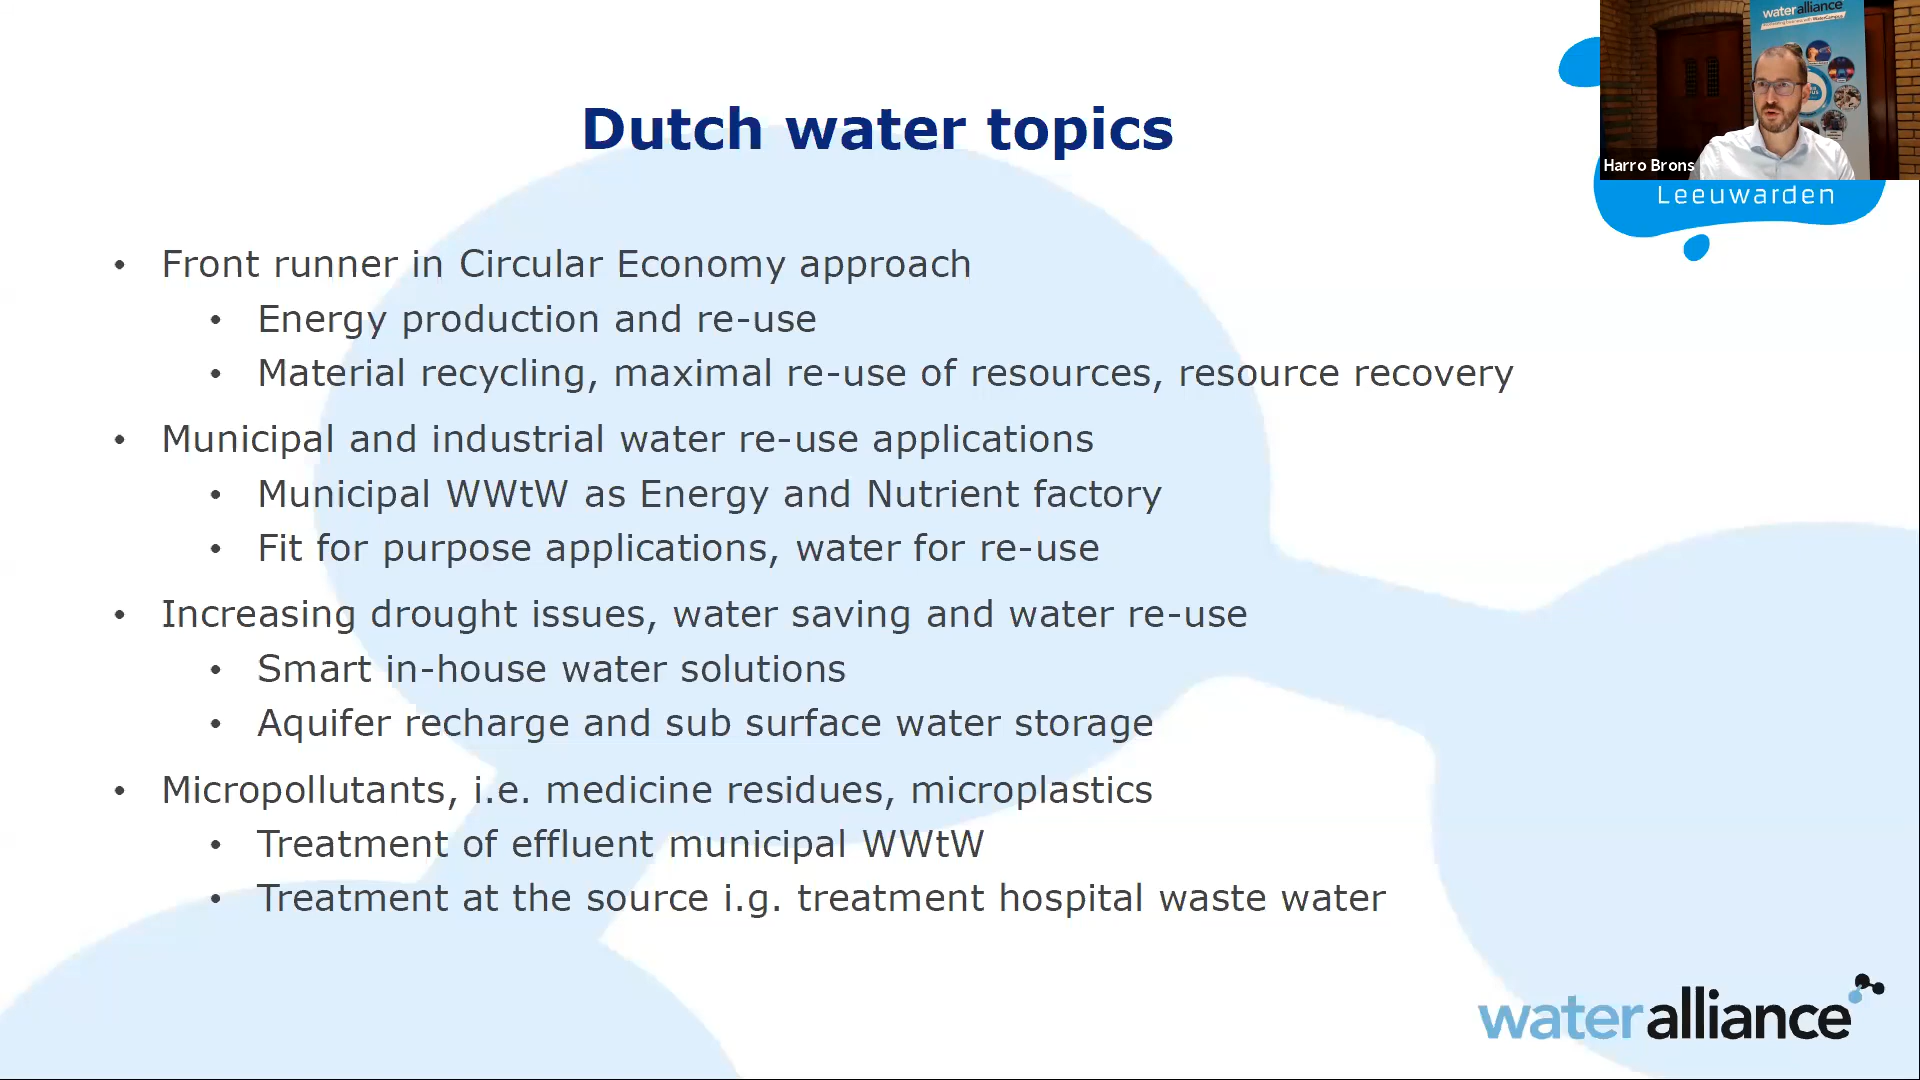 Dutch water topics
wateralliance
Harro Brons
Leeuwarden
• Front runner in Circular Economy approach
• Energy production and re-use
• Material recycling, maximal re-use of resources, resource recovery
• Municipal and industrial water re-use applications
• Municipal WWtW as Energy and Nutrient factory
• Fit for purpose applications, water for re-use
• Increasing drought issues, water saving and water re-use
• Smart in-house water solutions
• Aquifer recharge and sub surface water storage
• Micropollutants, i.e. medicine residues, microplastics
• Treatment of effluent municipal WWtW
• Treatment at the source i.g. treatment hospital waste water
wateralliance